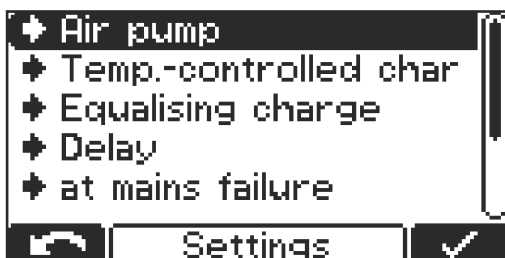 Air pump
Temp.-controlled char
Equalising charge
Delay
at mains failure
Settings